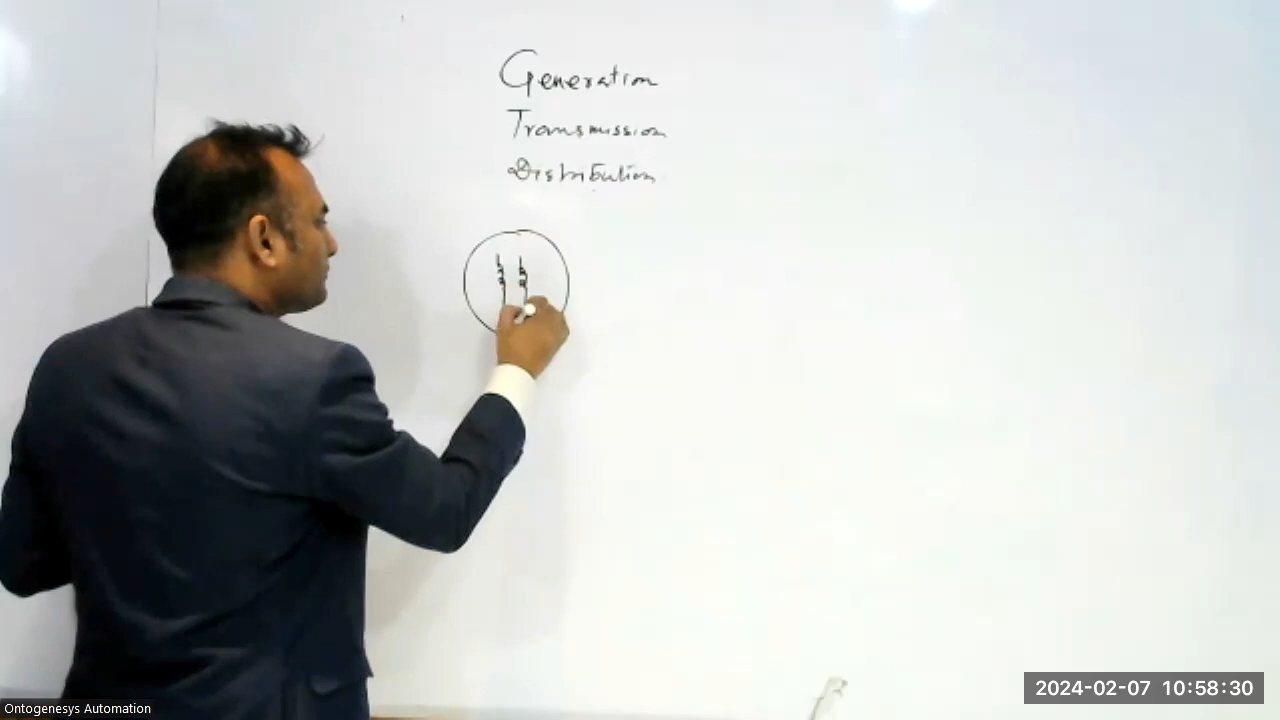 Generation
Transmission
Distribution
Ontogenesys Automation
2024-02-07 10:58:30